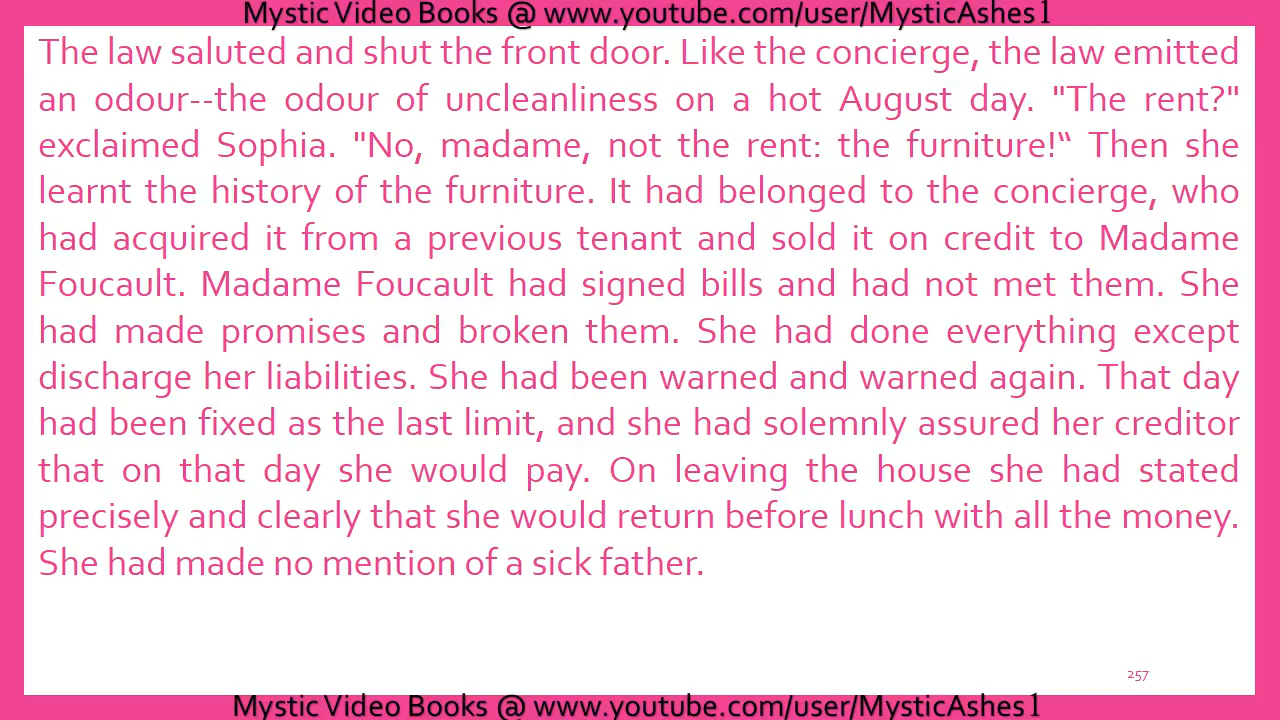 Mystic Video Books @ www.youtube.com/user/MysticAshes1
The law saluted and shut the front door. Like the concierge, the law emitted
an odour--the odour of uncleanliness on a hot August day. "The rent?"
exclaimed Sophia. "No, madame, not the rent: the furniture!“ Then she
learnt the history of the furniture. It had belonged to the concierge, who
had acquired it from a previous tenant and sold it on credit to Madame
Foucault. Madame Foucault had signed bills and had not met them. She
had made promises and broken them. She had done everything except
discharge her liabilities. She had been warned and warned again. That day
had been fixed as the last limit, and she had solemnly assured her creditor
that on that day she would pay. On leaving the house she had stated
precisely and clearly that she would return before lunch with all the money.
She had made no mention of a sick father.
257
Mystic Video Books @ www.youtube.com/user/MysticAshes1